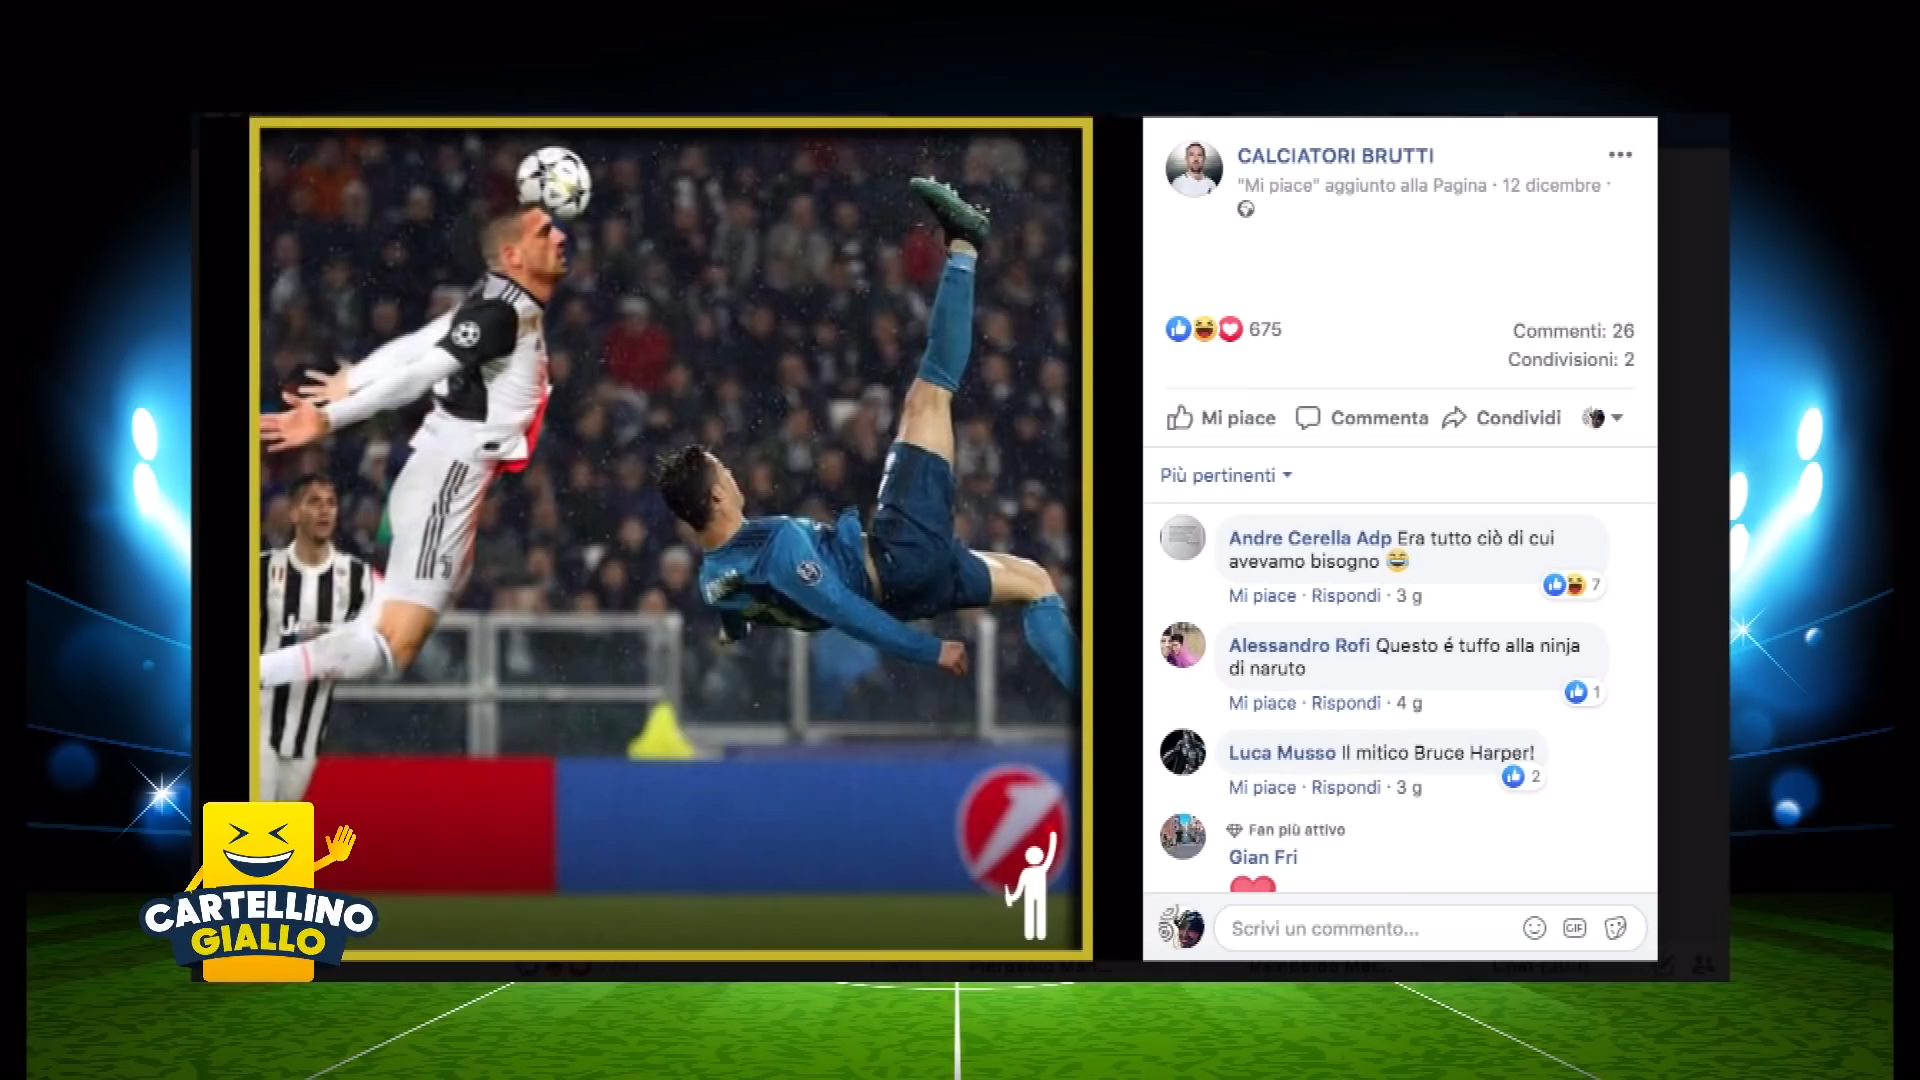 CALCIATORI BRUTTI
"Mi piace" aggiunto alla Pagina · 12 dicembre ·
675
Commenti: 26
Condivisioni: 2
Mi piace
Commenta
Condividi
Più pertinenti
Andre Cerella Adp Era tutto ciò di cui
avevamo bisogno 😂
7
Mi piace · Rispondi · 3 g
Alessandro Rofi Questo é tuffo alla ninja
di naruto
1
Mi piace · Rispondi · 4 g
Luca Musso Il mitico Bruce Harper!
2
Mi piace · Rispondi · 3 g
Fan più attivo
Gian Fri
Scrivi un commento...
GIF
CARTELLINO
GIALLO